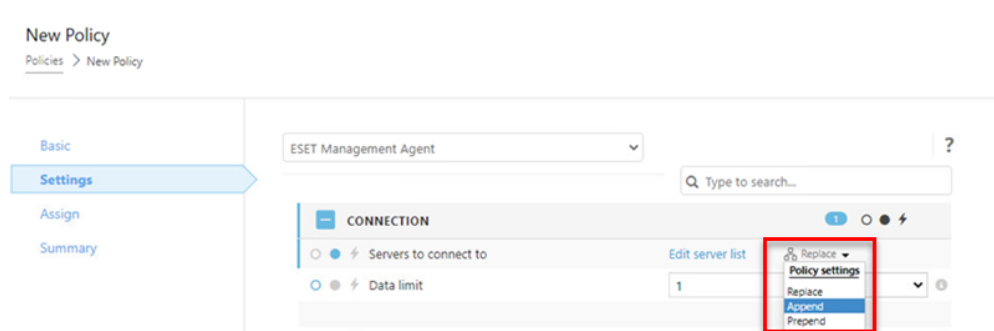 New Policy
Policies > New Policy
Basic
ESET Management Agent
?
Settings
Type to search...
Assign
CONNECTION
1
Summary
Servers to connect to
Edit server list
Replace
Data limit
1
Policy settings
Replace
Append
Prepend